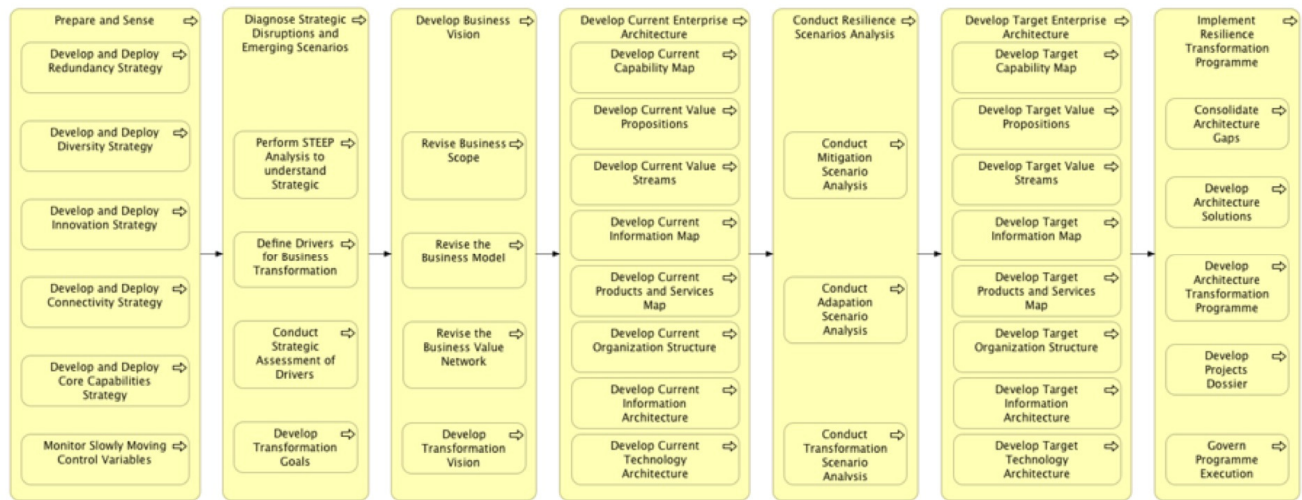 Prepare and Sense
Develop and Deploy
Redundancy Strategy
Develop and Deploy
Diversity Strategy
Develop and Deploy
Innovation Strategy
Develop and Deploy
Connectivity Strategy
Develop and Deploy
Core Capabilities
Strategy
Monitor Slowly Moving
Control Variables
Diagnose Strategic
Disruptions and
Emerging Scenarios
Perform STEEP
Analysis to
understand
Strategic
Define Drivers
for Business
Transformation
Conduct
Strategic
Assessment of
Drivers
Develop
Transformation
Goals
Develop Business
Vision
Revise Business
Scope
Revise the
Business Model
Revise the
Business Value
Network
Develop
Transformation
Vision
Develop Current Enterprise
Architecture
Develop Current
Capability Map
Develop Current Value
Propositions
Develop Current Value
Streams
Develop Current
Information Map
Develop Current
Products and Services
Map
Develop Current
Organization Structure
Develop Current
Information
Architecture
Develop Current
Technology
Architecture
Conduct Resilience
Scenarios Analysis
Conduct
Mitigation
Scenario
Analysis
Conduct
Adapation
Scenario
Analysis
Conduct
Transformation
Scenario
Analysis
Develop Target Enterprise
Architecture
Develop Target
Capability Map
Develop Target Value
Propositions
Develop Target Value
Streams
Develop Target
Information Map
Develop Target
Products and Services
Map
Develop Target
Organization Structure
Develop Target
Information
Architecture
Develop Target
Technology
Architecture
Implement
Resilience
Transformation
Programme
Consolidate
Architecture
Gaps
Develop
Architecture
Solutions
Develop
Architecture
Transformation
Programme
Develop
Projects
Dossier
Govern
Programme
Execution